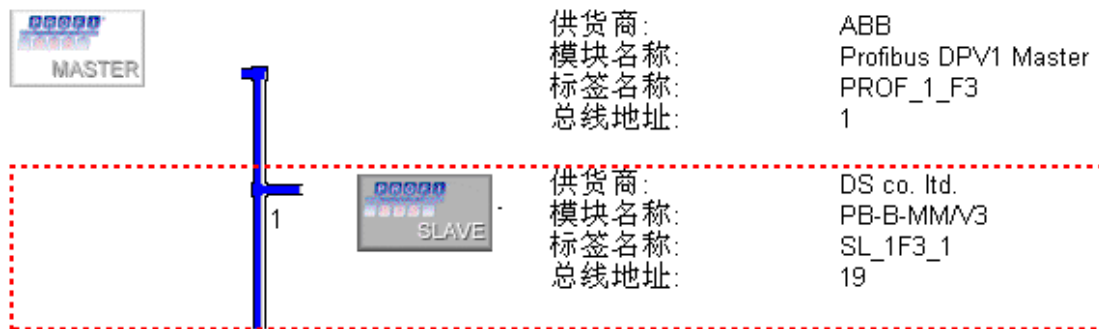 PROFI
MASTER
供货商: ABB
模块名称: Profibus DPV1 Master
标签名称: PROF_1_F3
总线地址: 1
1
PROFI
SLAVE
供货商: DS co. ltd.
模块名称: PB-B-MM/V3
标签名称: SL_1F3_1
总线地址: 19